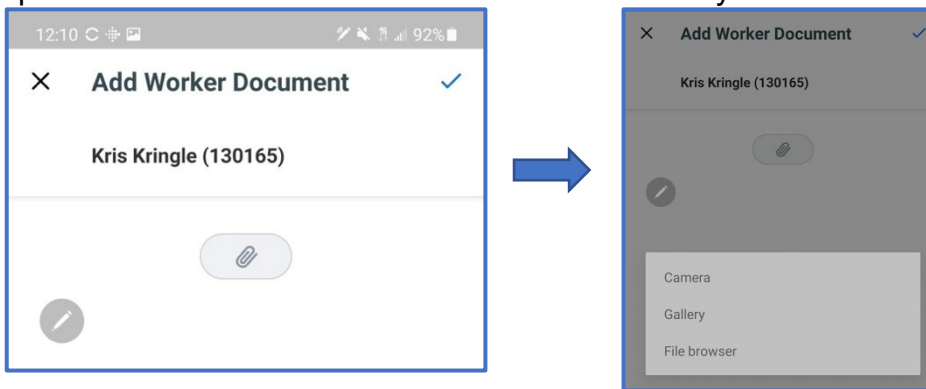 12:10 92%
Add Worker Document
Kris Kringle (130165)
Add Worker Document
Kris Kringle (130165)
Camera
Gallery
File browser